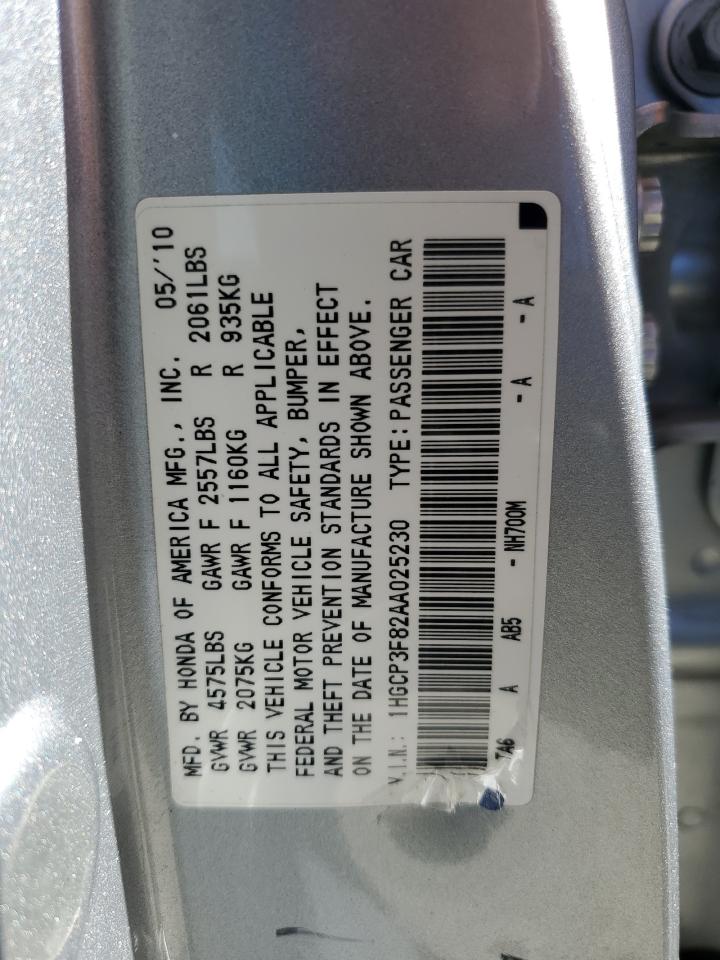 MFD. BY HONDA OF AMERICA MFG., INC. 05/'10
GVWR 4575LBS GAWR F 2557LBS R 2061LBS
GVWR 2075KG GAWR F 1160KG R 935KG
THIS VEHICLE CONFORMS TO ALL APPLICABLE
FEDERAL MOTOR VEHICLE SAFETY, BUMPER,
AND THEFT PREVENTION STANDARDS IN EFFECT
ON THE DATE OF MANUFACTURE SHOWN ABOVE.
V.I.N.: 1HGCP3F82AA025230 TYPE:PASSENGER CAR
TA6 A AB5 - NH700M - A - A